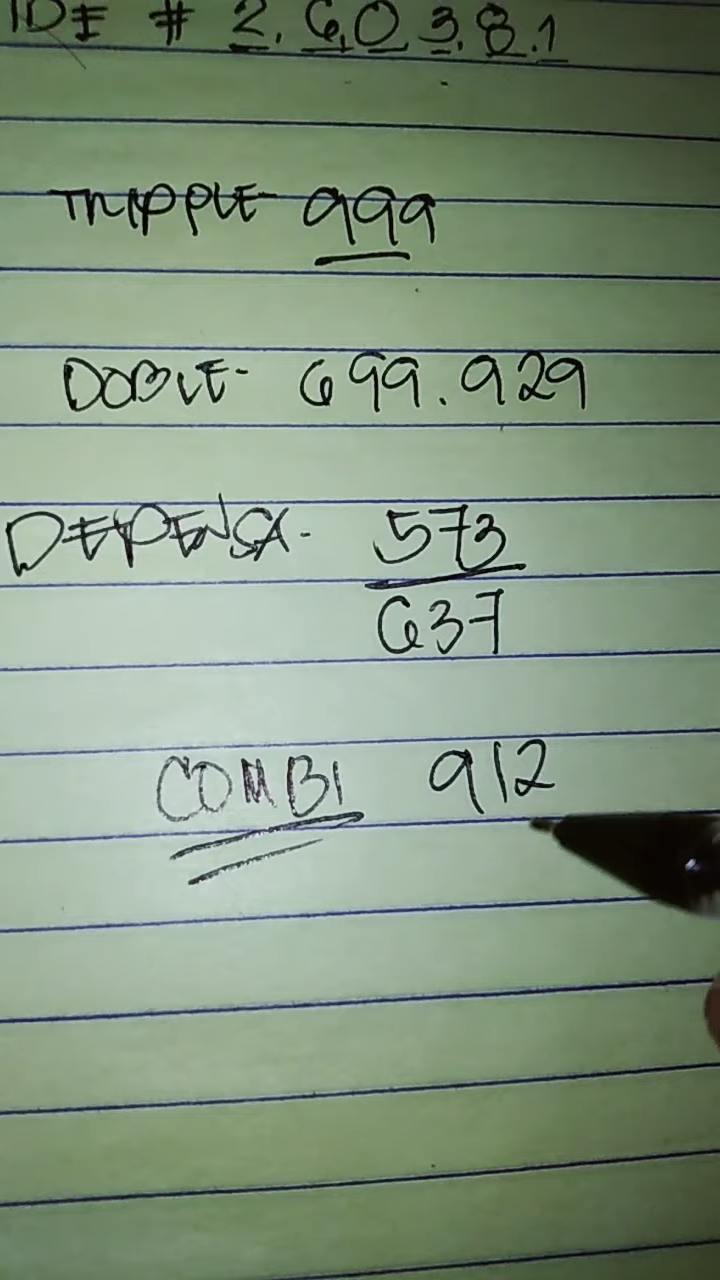 IDE # 2. 6. 0. 3. 8. 1
TRIPPLE- 999
DOBLE- 699. 929
DEPENSA- 573
637
COMBI 912